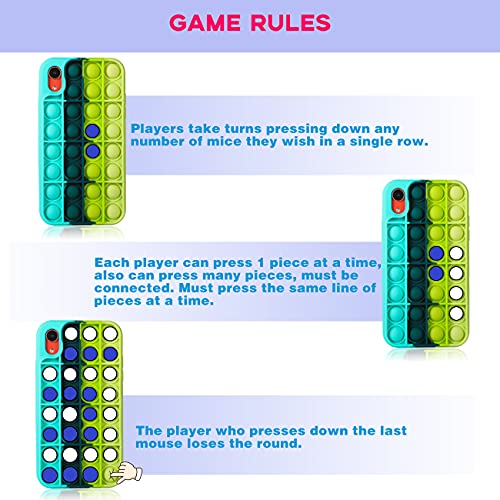 GAME RULES
Players take turns pressing down any
number of mice they wish in a single row.
Each player can press 1 piece at a time,
also can press many pieces, must be
connected. Must press the same line of
pieces at a time.
The player who presses down the last
mouse loses the round.